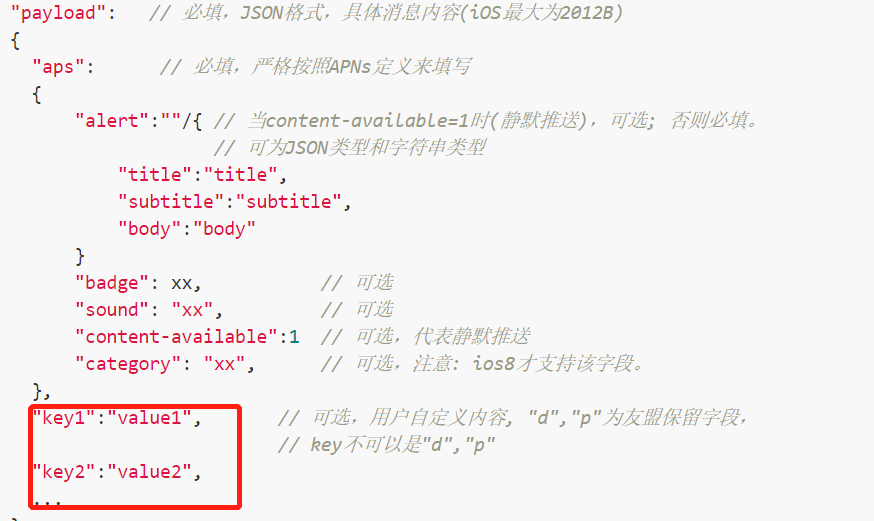 "payload":   // 必填，JSON格式，具体消息内容(iOS最大为2012B)
{
  "aps":      // 必填，严格按照APNs定义来填写
  {
      "alert":""/{ // 当content-available=1时(静默推送)，可选; 否则必填。
                   // 可为JSON类型和字符串类型
          "title":"title",
          "subtitle":"subtitle",
          "body":"body"
      }
      "badge": xx,           // 可选
      "sound": "xx",         // 可选
      "content-available":1  // 可选，代表静默推送
      "category": "xx",      // 可选，注意: ios8才支持该字段。
  },
  "key1":"value1",       // 可选，用户自定义内容, "d","p"为友盟保留字段，
                         // key不可以是"d","p"
  "key2":"value2",
  ...